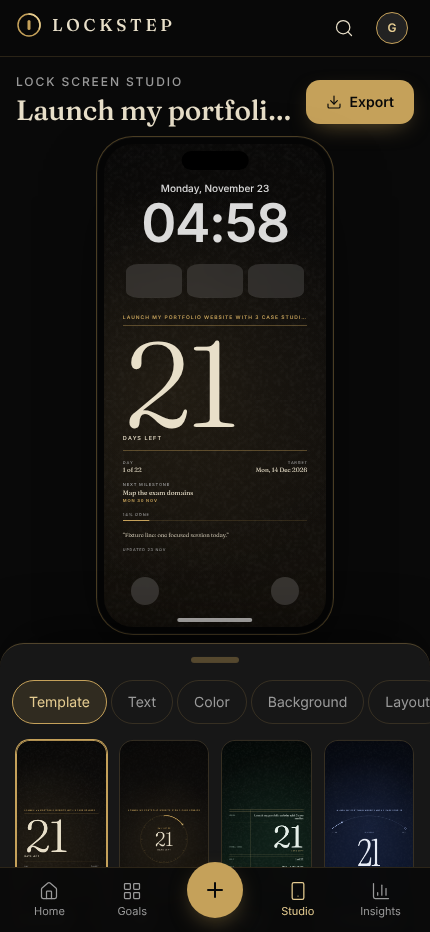 LOCKSTEP
G
LOCK SCREEN STUDIO
Launch my portfoli...
Export
Monday, November 23
04:58
LAUNCH MY PORTFOLIO WEBSITE WITH 3 CASE STUDI...
21
DAYS LEFT
DAY
TARGET
1 of 22
Mon, 14 Dec 2026
NEXT MILESTONE
Map the exam domains
MON 30 NOV
14% DONE
"Fixture line: one focused session today."
UPDATED 23 NOV
Template
Text
Color
Background
Layout
21
21
21
21
Home
Goals
Studio
Insights